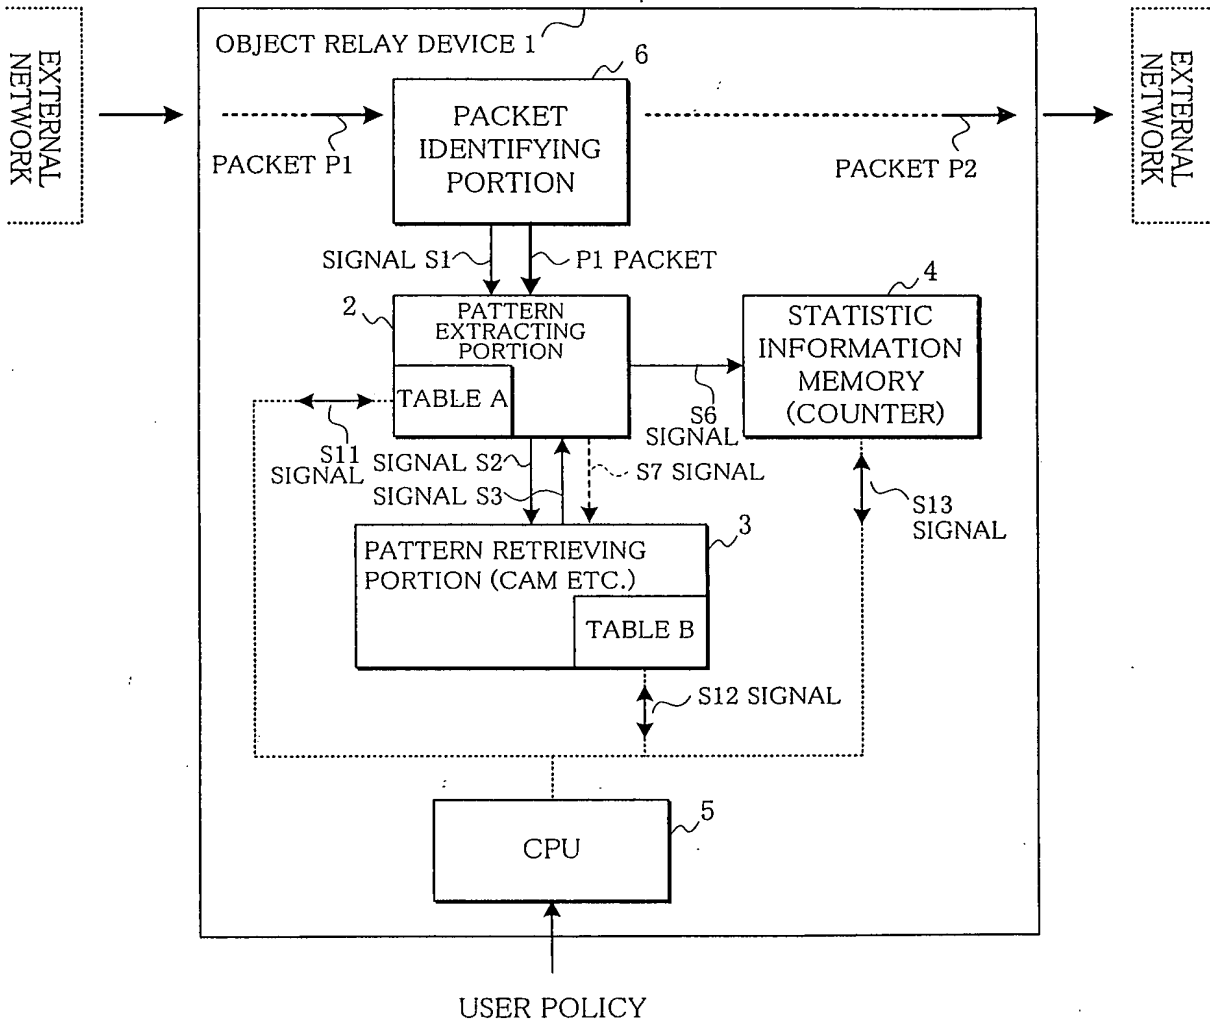 OBJECT RELAY DEVICE 1
EXTERNAL
NETWORK
EXTERNAL
NETWORK
6
PACKET
IDENTIFYING
PORTION
PACKET P1
PACKET P2
SIGNAL S1
P1 PACKET
2
PATTERN
EXTRACTING
PORTION
TABLE A
4
STATISTIC
INFORMATION
MEMORY
(COUNTER)
S6
SIGNAL
S11
SIGNAL
SIGNAL S2
SIGNAL S3
S7 SIGNAL
S13
SIGNAL
3
PATTERN RETRIEVING
PORTION (CAM ETC.)
TABLE B
S12 SIGNAL
5
CPU
USER POLICY